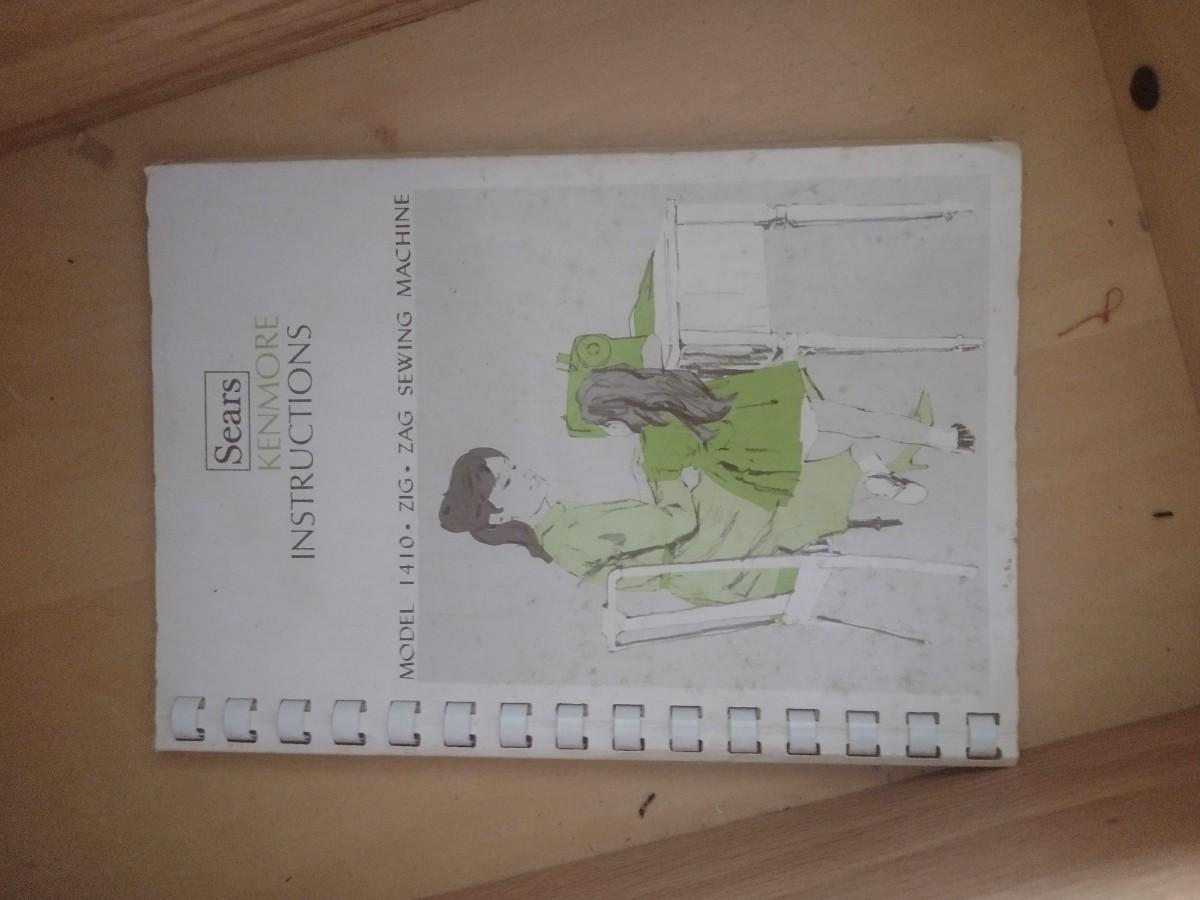 Sears
KENMORE
INSTRUCTIONS
MODEL 1410 • ZIG • ZAG SEWING MACHINE